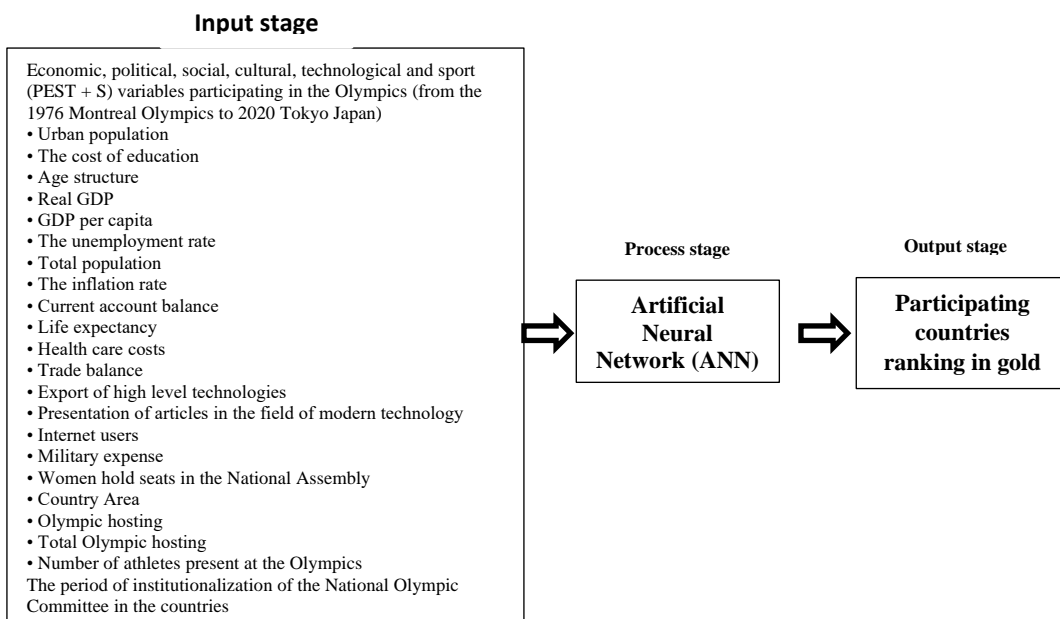 Input stage
Economic, political, social, cultural, technological and sport
(PEST + S) variables participating in the Olympics (from the
1976 Montreal Olympics to 2020 Tokyo Japan)
• Urban population
• The cost of education
• Age structure
• Real GDP
• GDP per capita
• The unemployment rate
• Total population
• The inflation rate
• Current account balance
• Life expectancy
• Health care costs
• Trade balance
• Export of high level technologies
• Presentation of articles in the field of modern technology
• Internet users
• Military expense
• Women hold seats in the National Assembly
• Country Area
• Olympic hosting
• Total Olympic hosting
• Number of athletes present at the Olympics
The period of institutionalization of the National Olympic
Committee in the countries
Process stage
Artificial
Neural
Network (ANN)
Output stage
Participating
countries
ranking in gold